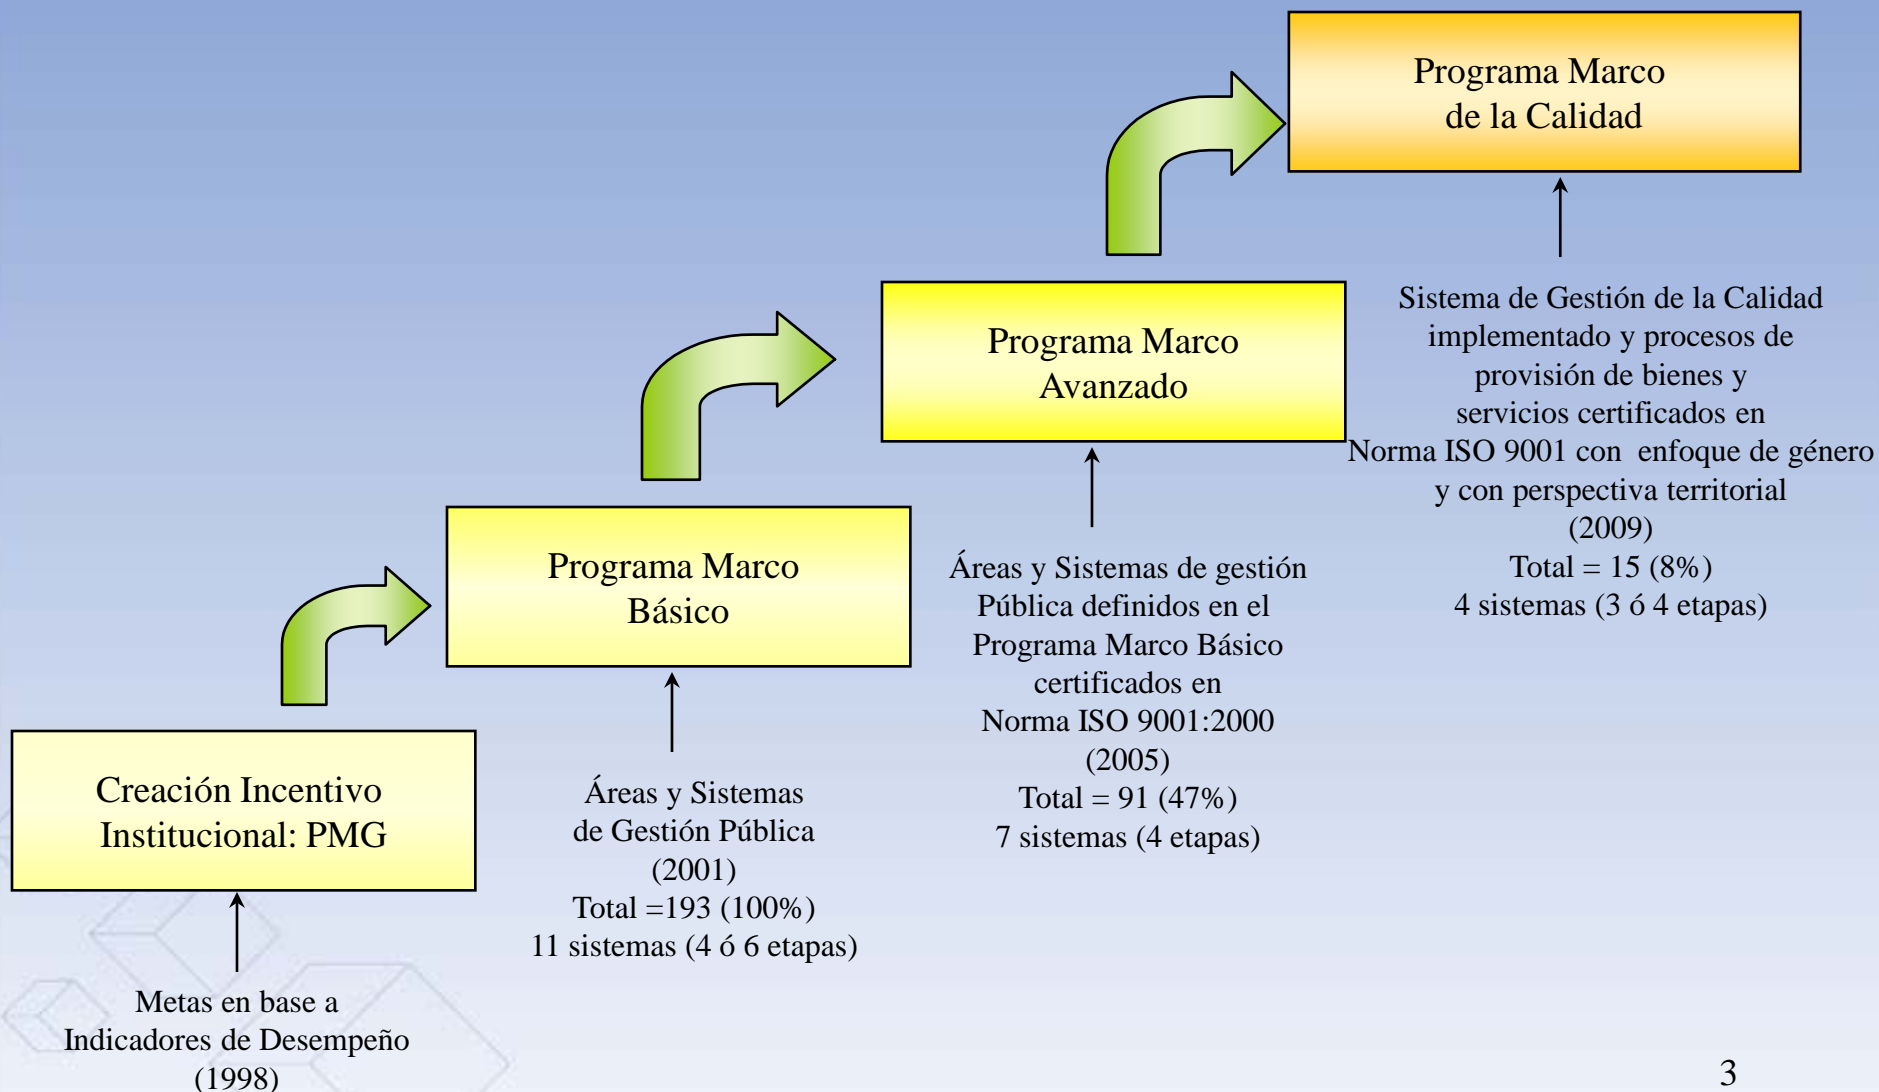 Programa Marco
de la Calidad
Sistema de Gestión de la Calidad
implementado y procesos de
provisión de bienes y
servicios certificados en
Norma ISO 9001 con enfoque de género
y con perspectiva territorial
(2009)
Total = 15 (8%)
4 sistemas (3 ó 4 etapas)
Programa Marco
Avanzado
Áreas y Sistemas de gestión
Pública definidos en el
Programa Marco Básico
certificados en
Norma ISO 9001:2000
(2005)
Total = 91 (47%)
7 sistemas (4 etapas)
Programa Marco
Básico
Áreas y Sistemas
de Gestión Pública
(2001)
Total =193 (100%)
11 sistemas (4 ó 6 etapas)
Creación Incentivo
Institucional: PMG
Metas en base a
Indicadores de Desempeño
(1998)
3